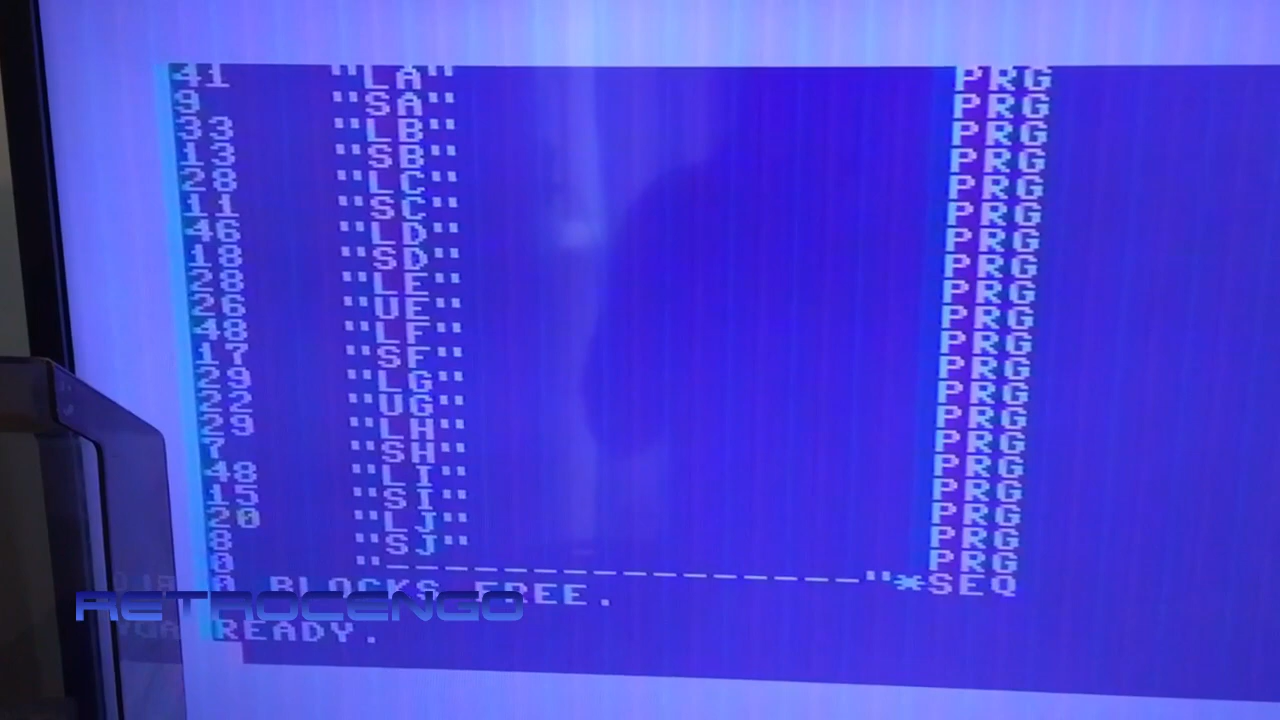 41 "LA" PRG
9 "SA" PRG
33 "LB" PRG
13 "SB" PRG
28 "LC" PRG
11 "SC" PRG
46 "LD" PRG
18 "SD" PRG
28 "LE" PRG
26 "UE" PRG
48 "LF" PRG
17 "SF" PRG
29 "LG" PRG
22 "UG" PRG
29 "LH" PRG
7 "SH" PRG
48 "LI" PRG
15 "SI" PRG
20 "LJ" PRG
8 "SJ" PRG
0 "----------------"*SEQ
0 BLOCKS FREE.
RETROCENGO
READY.